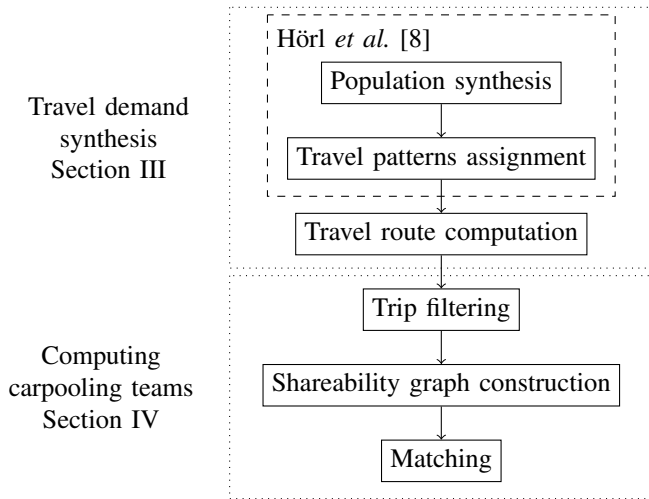 Hörl et al. [8]
Population synthesis
Travel demand
synthesis
Section III
Travel patterns assignment
Travel route computation
Trip filtering
Computing
carpooling teams
Section IV
Shareability graph construction
Matching